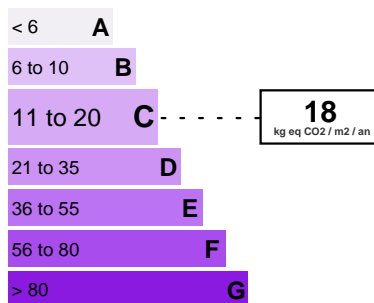 < 6 A
6 to 10 B
11 to 20 C
18
kg eq CO2 / m2 / an
21 to 35 D
36 to 55 E
56 to 80 F
> 80 G